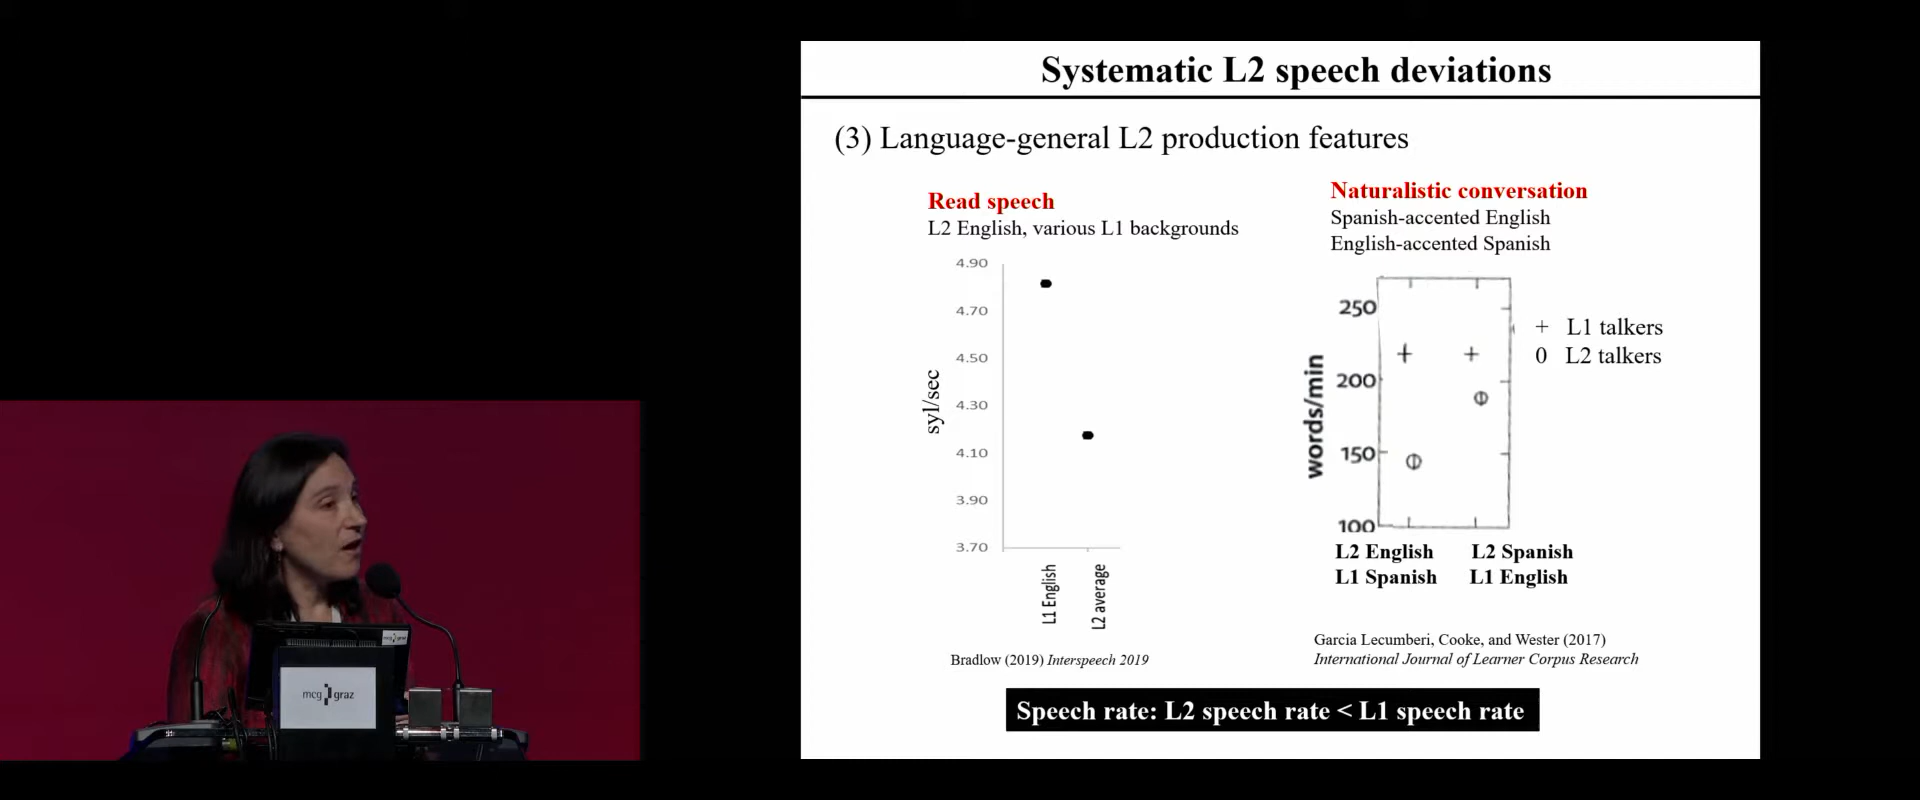 Systematic L2 speech deviations
(3) Language-general L2 production features
Read speech
L2 English, various L1 backgrounds
4.90
4.70
4.50
4.30
4.10
3.90
3.70
syl/sec
L1 English
L2 average
Bradlow (2019) Interspeech 2019
Naturalistic conversation
Spanish-accented English
English-accented Spanish
250
200
150
100
words/min
+ L1 talkers
0 L2 talkers
L2 English L2 Spanish
L1 Spanish L1 English
Garcia Lecumberi, Cooke, and Wester (2017)
International Journal of Learner Corpus Research
Speech rate: L2 speech rate < L1 speech rate
mcg graz